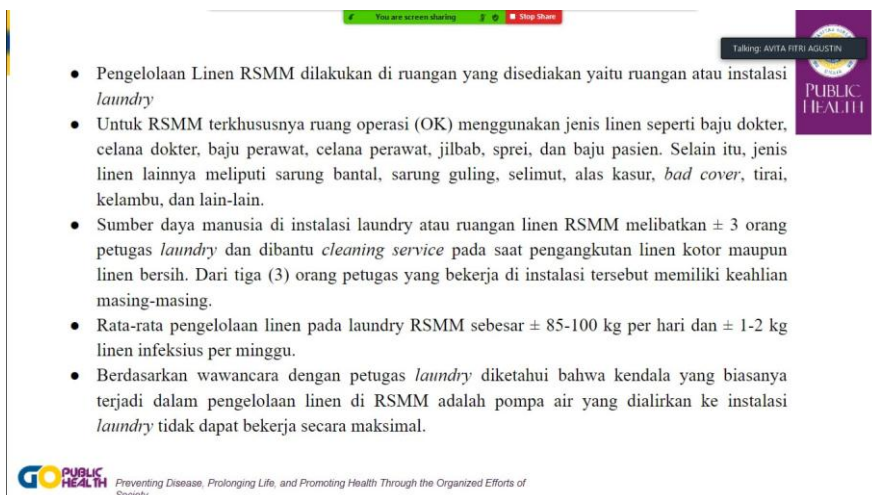 You are screen sharing Stop Share
Talking: AVITA FITRI AGUSTIN
PUBLIC
HEALTH
● Pengelolaan Linen RSMM dilakukan di ruangan yang disediakan yaitu ruangan atau instalasi
laundry
● Untuk RSMM terkhususnya ruang operasi (OK) menggunakan jenis linen seperti baju dokter,
celana dokter, baju perawat, celana perawat, jilbab, sprei, dan baju pasien. Selain itu, jenis
linen lainnya meliputi sarung bantal, sarung guling, selimut, alas kasur, bad cover, tirai,
kelambu, dan lain-lain.
● Sumber daya manusia di instalasi laundry atau ruangan linen RSMM melibatkan ± 3 orang
petugas laundry dan dibantu cleaning service pada saat pengangkutan linen kotor maupun
linen bersih. Dari tiga (3) orang petugas yang bekerja di instalasi tersebut memiliki keahlian
masing-masing.
● Rata-rata pengelolaan linen pada laundry RSMM sebesar ± 85-100 kg per hari dan ± 1-2 kg
linen infeksius per minggu.
● Berdasarkan wawancara dengan petugas laundry diketahui bahwa kendala yang biasanya
terjadi dalam pengelolaan linen di RSMM adalah pompa air yang dialirkan ke instalasi
laundry tidak dapat bekerja secara maksimal.
GO PUBLIC
HEALTH
Preventing Disease, Prolonging Life, and Promoting Health Through the Organized Efforts of
Society